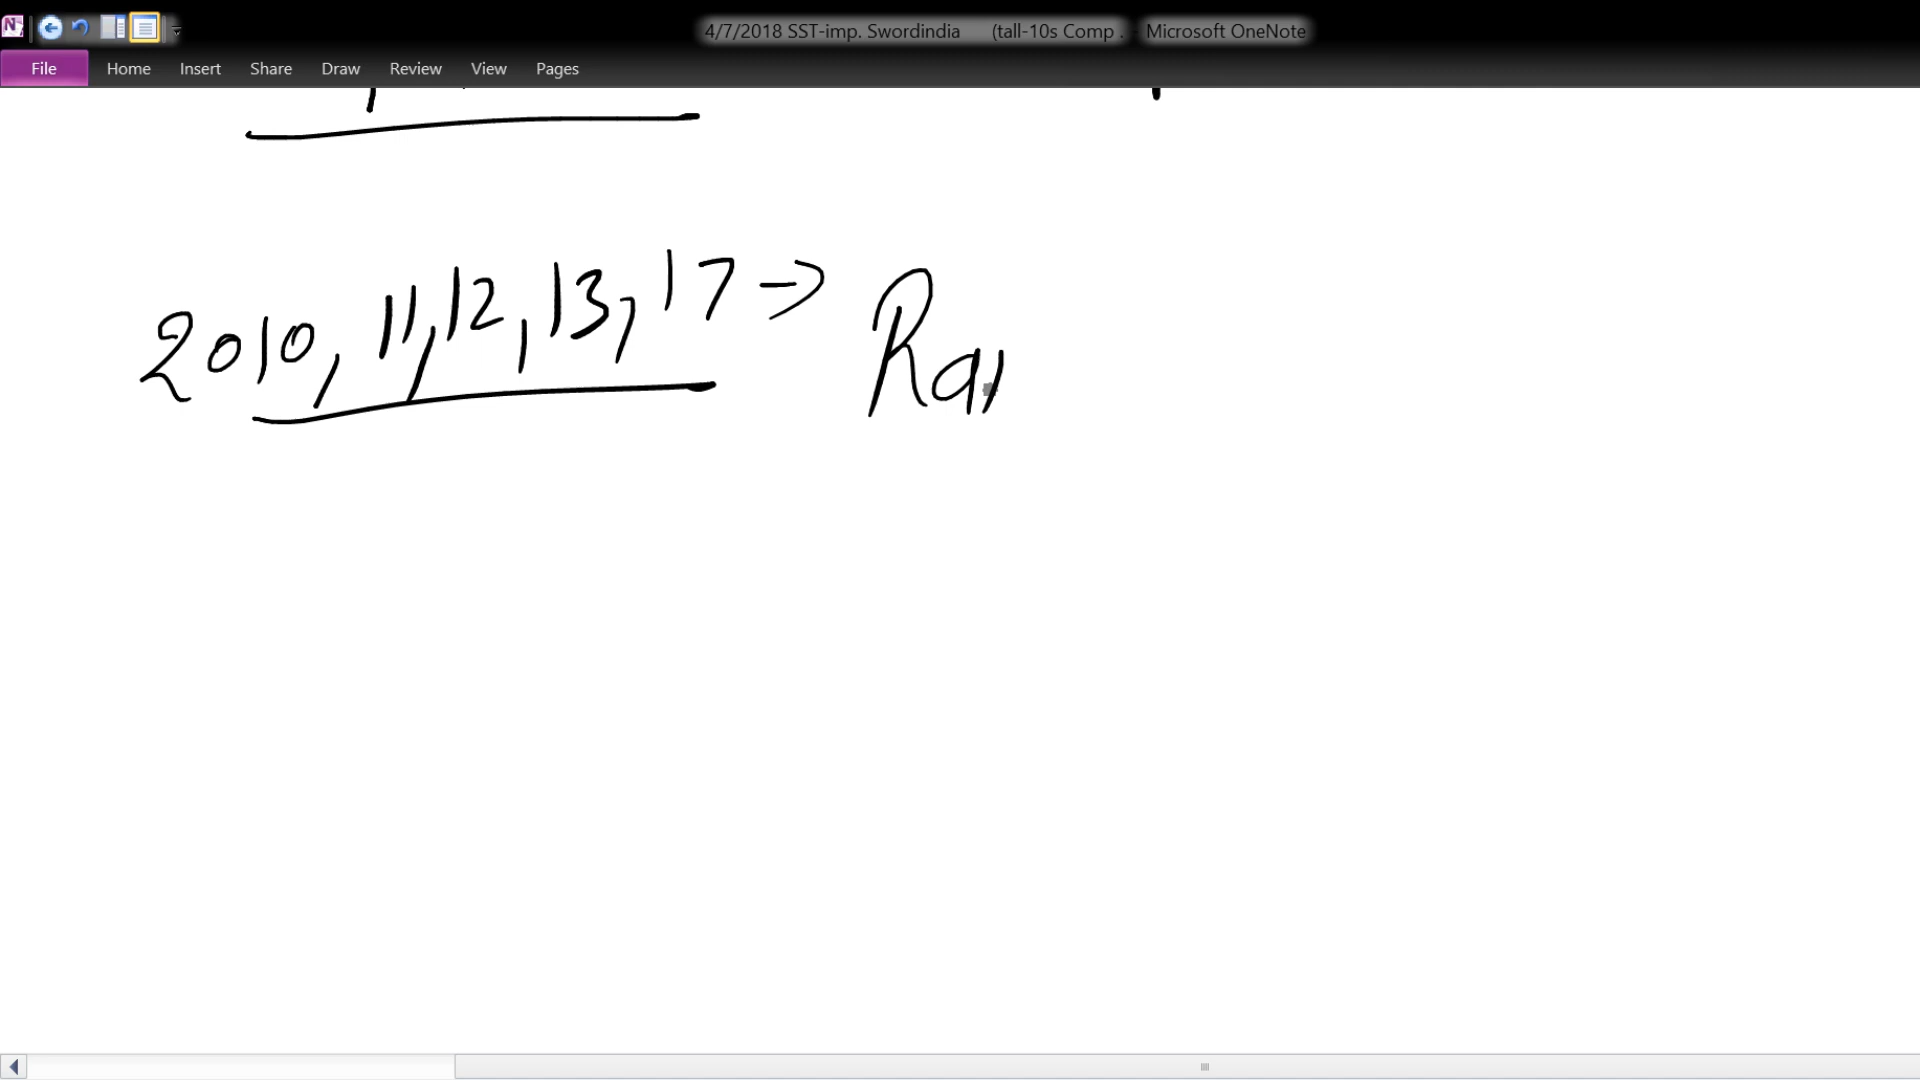 4/7/2018 SST-imp. Swordindia (tall-10s Comp . - Microsoft OneNote
File Home Insert Share Draw Review View Pages
2010, 11, 12, 13, 17 →